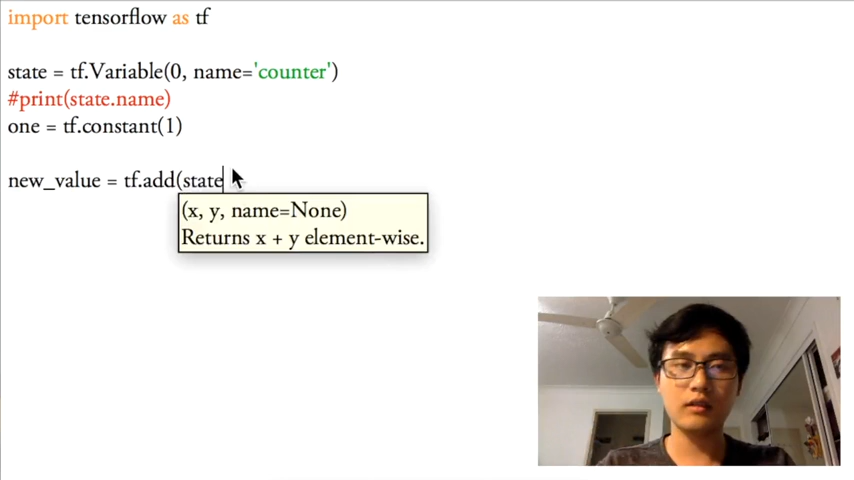 import tensorflow as tf
state = tf.Variable(0, name='counter')
#print(state.name)
one = tf.constant(1)
new_value = tf.add(state
(x, y, name=None)
Returns x + y element-wise.